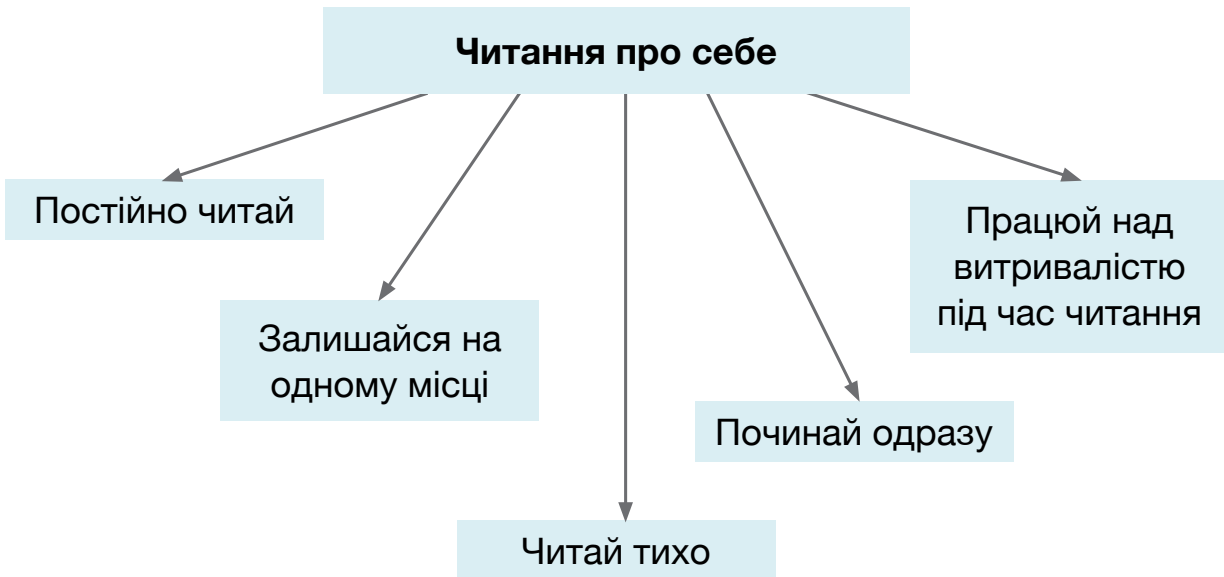 Читання про себе
Постійно читай
Залишайся на
одному місці
Читай тихо
Починай одразу
Працюй над
витривалістю
під час читання